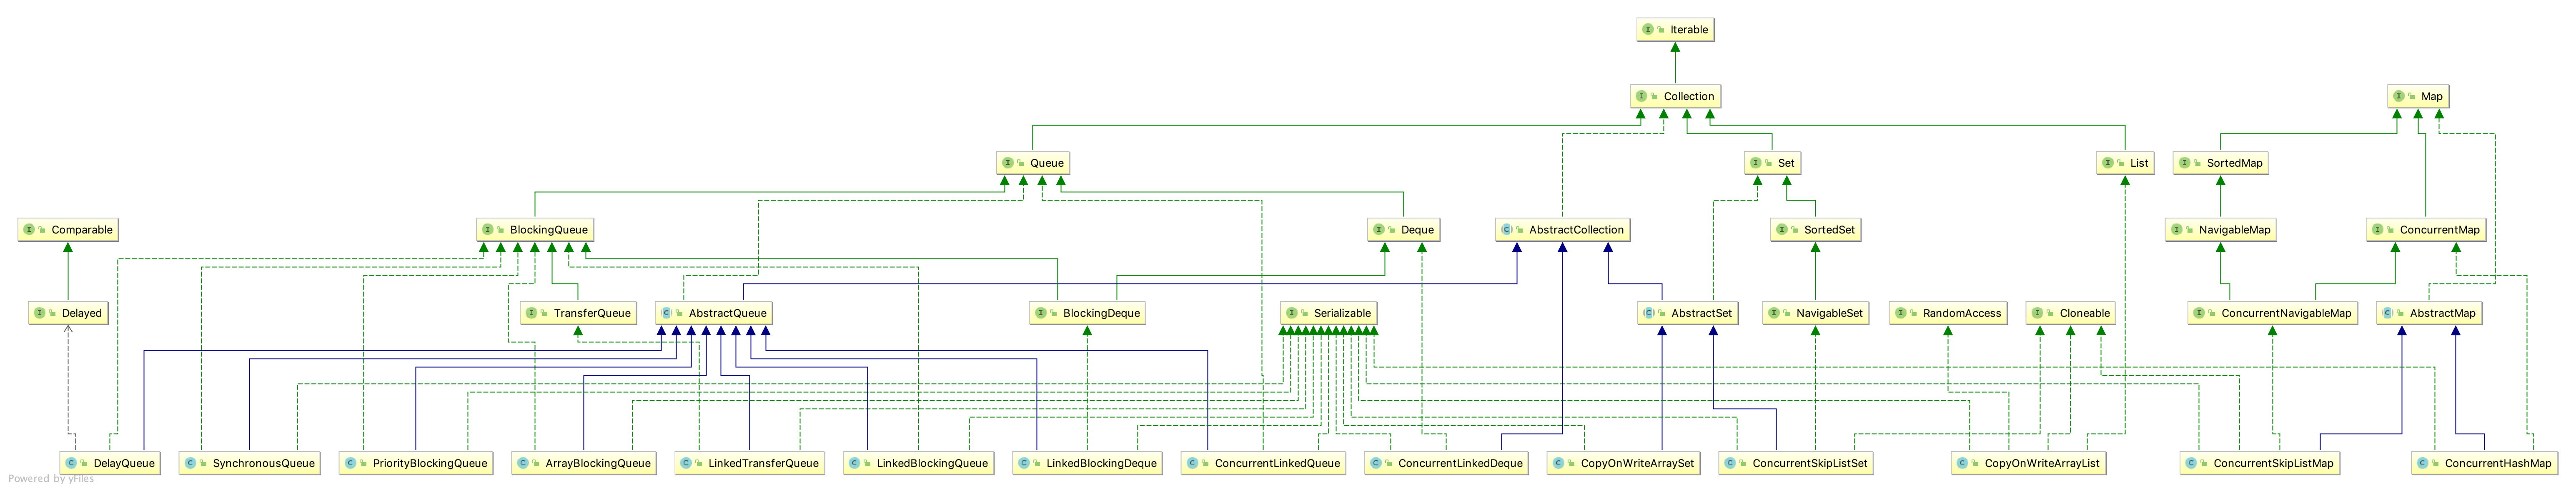 Iterable
Collection
Map
Queue
Set
List
SortedMap
Comparable
BlockingQueue
Deque
AbstractCollection
SortedSet
NavigableMap
ConcurrentMap
Delayed
TransferQueue
AbstractQueue
BlockingDeque
Serializable
AbstractSet
NavigableSet
RandomAccess
Cloneable
ConcurrentNavigableMap
AbstractMap
DelayQueue
SynchronousQueue
PriorityBlockingQueue
ArrayBlockingQueue
LinkedTransferQueue
LinkedBlockingQueue
LinkedBlockingDeque
ConcurrentLinkedQueue
ConcurrentLinkedDeque
CopyOnWriteArraySet
ConcurrentSkipListSet
CopyOnWriteArrayList
ConcurrentSkipListMap
ConcurrentHashMap
Powered by yFiles